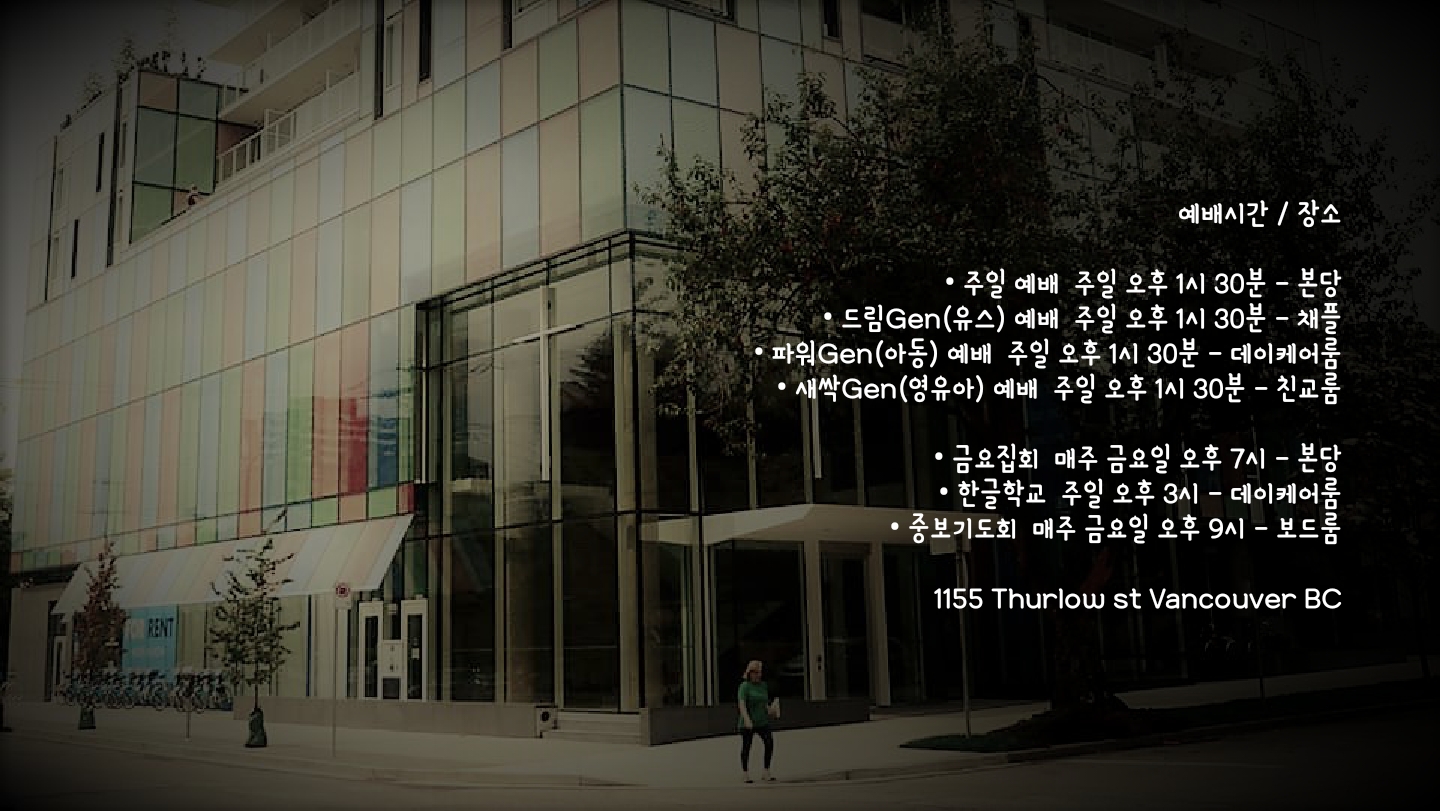 예배시간 / 장소
• 주일 예배 주일 오후 1시 30분 - 본당
• 드림Gen(유스) 예배 주일 오후 1시 30분 - 채플
• 파워Gen(아동) 예배 주일 오후 1시 30분 - 데이케어룸
• 새싹Gen(영유아) 예배 주일 오후 1시 30분 - 친교룸
• 금요집회 매주 금요일 오후 7시 - 본당
• 한글학교 주일 오후 3시 - 데이케어룸
• 중보기도회 매주 금요일 오후 9시 - 보드룸
1155 Thurlow st Vancouver BC
RENT